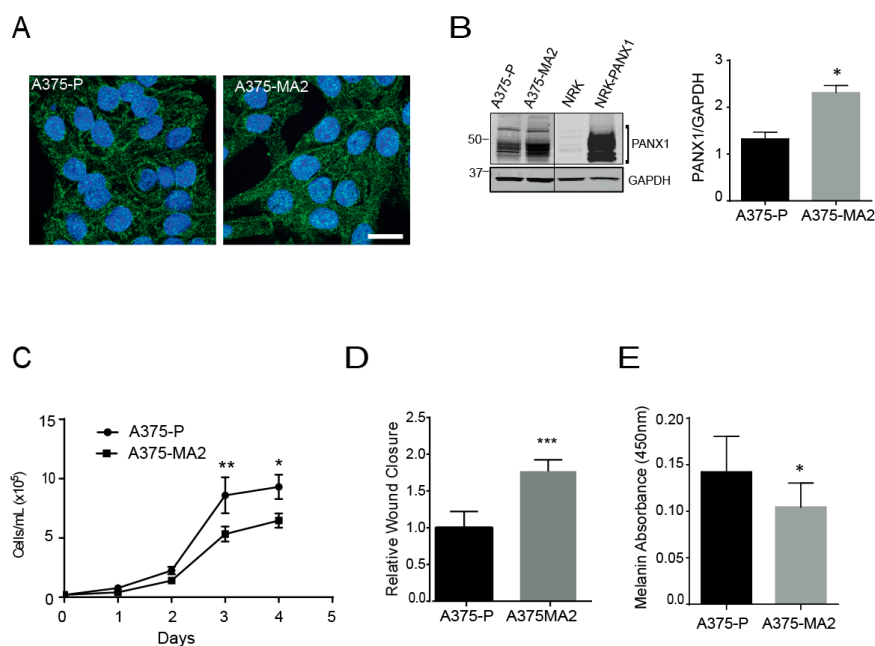 A
A375-P
A375-MA2
B
A375-P
A375-MA2
NRK
NRK-PANX1
50
37
PANX1
GAPDH
PANX1/GAPDH
3
2
1
0
*
A375-P
A375-MA2
C
Cells/mL (x10⁵)
15
10
5
0
A375-P
A375-MA2
**
*
0 1 2 3 4 5
Days
D
Relative Wound Closure
2.5
2.0
1.5
1.0
0.5
0.0
***
A375-P
A375MA2
E
Melanin Absorbance (450nm)
0.20
0.15
0.10
0.05
0.00
*
A375-P
A375-MA2